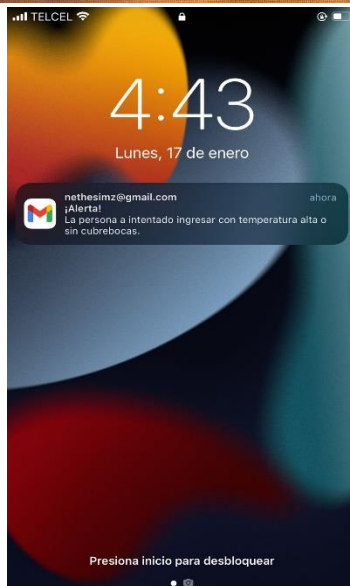 TELCEL
4:43
Lunes, 17 de enero
nethesimz@gmail.com ahora
¡Alerta!
La persona a intentado ingresar con temperatura alta o
sin cubrebocas.
Presiona inicio para desbloquear